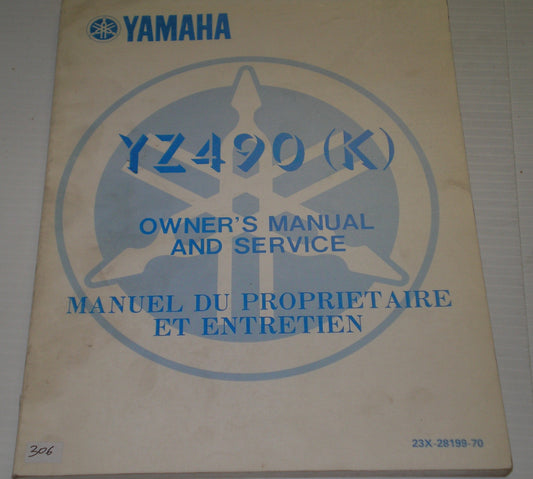 YAMAHA
YZ490 (K)
OWNER'S MANUAL
AND SERVICE
MANUEL DU PROPRIETAIRE
ET ENTRETIEN
306
23X-28199-70